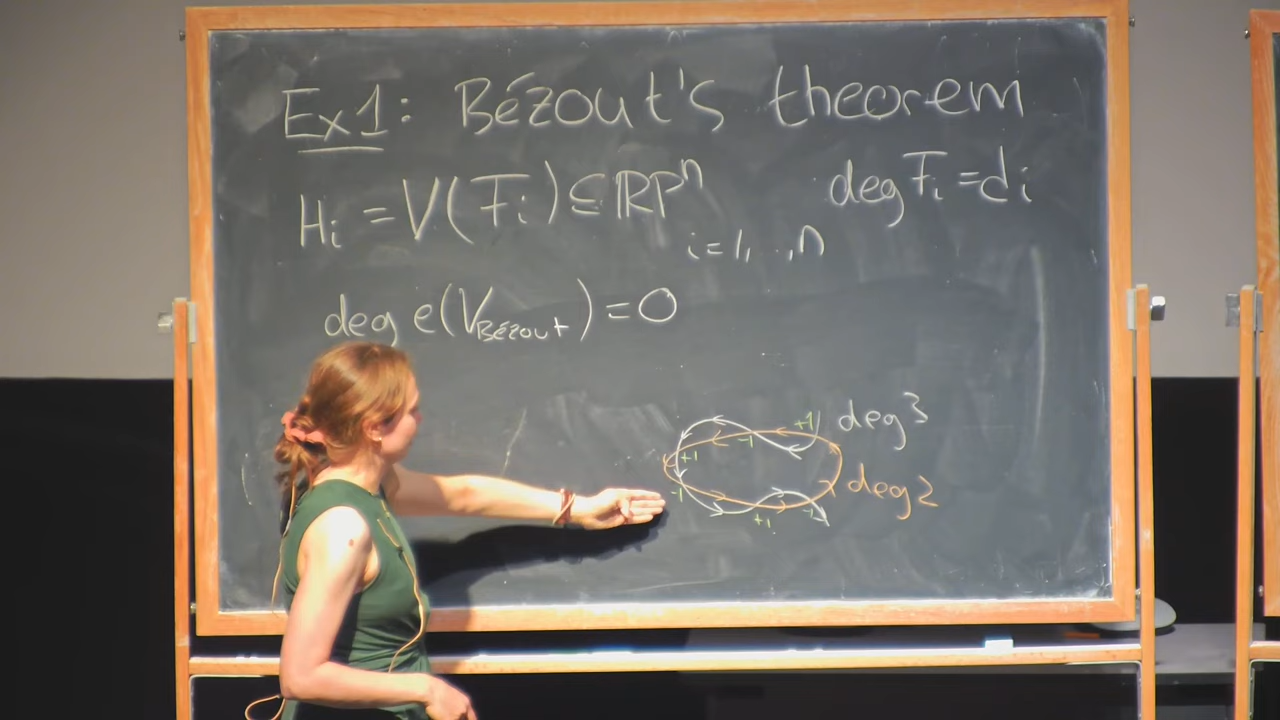 Ex1: Bézout's theorem
Hi = V(Fi) ⊆ RPⁿ i=1,..,n deg Fi = di
deg e(V_Bézout) = 0
+1 deg 3
-1
+1
-1 deg 2
+1 -1